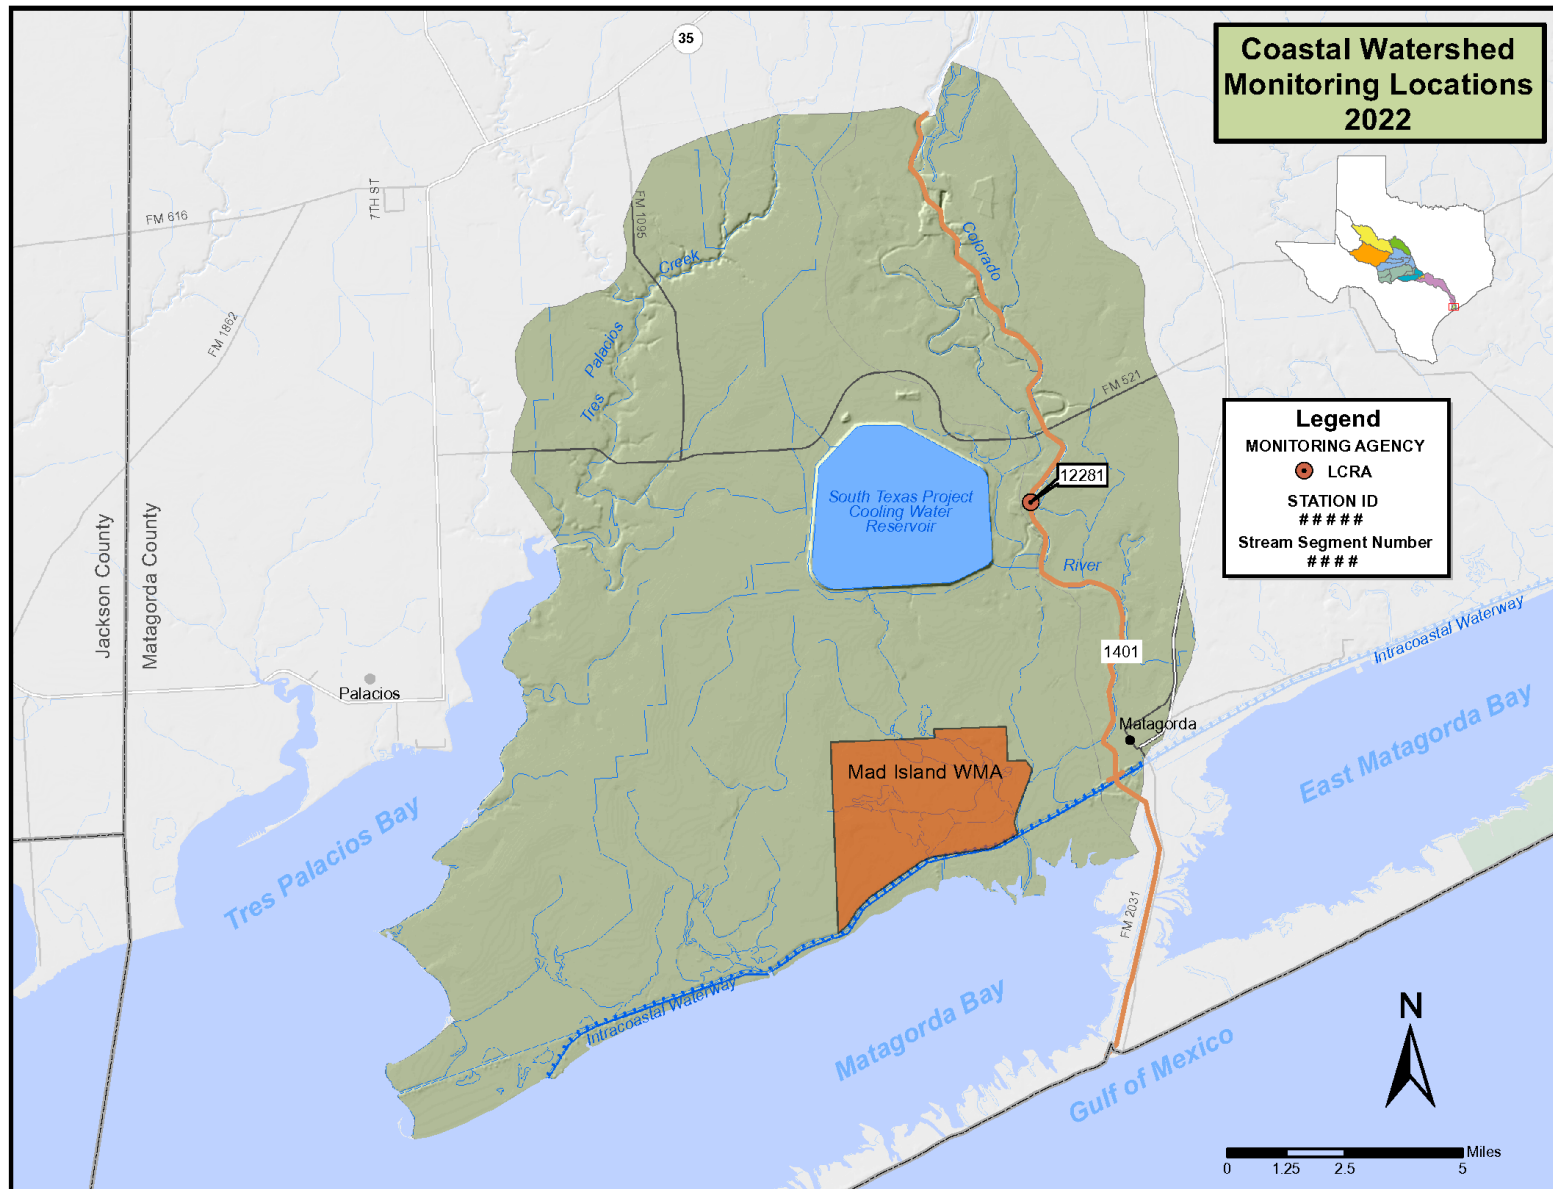 Coastal Watershed
Monitoring Locations
2022
35
FM 616
7TH ST
FM 1095
FM 1862
Creek
Palacios
Tres
Colorado
FM 521
Legend
MONITORING AGENCY
LCRA
STATION ID
#####
Stream Segment Number
####
12281
South Texas Project
Cooling Water
Reservoir
River
Jackson County
Matagorda County
Intracoastal Waterway
1401
Palacios
Matagorda
Mad Island WMA
East Matagorda Bay
Tres Palacios Bay
FM 2031
Intracoastal Waterway
Matagorda Bay
Gulf of Mexico
N
Miles
0 1.25 2.5 5